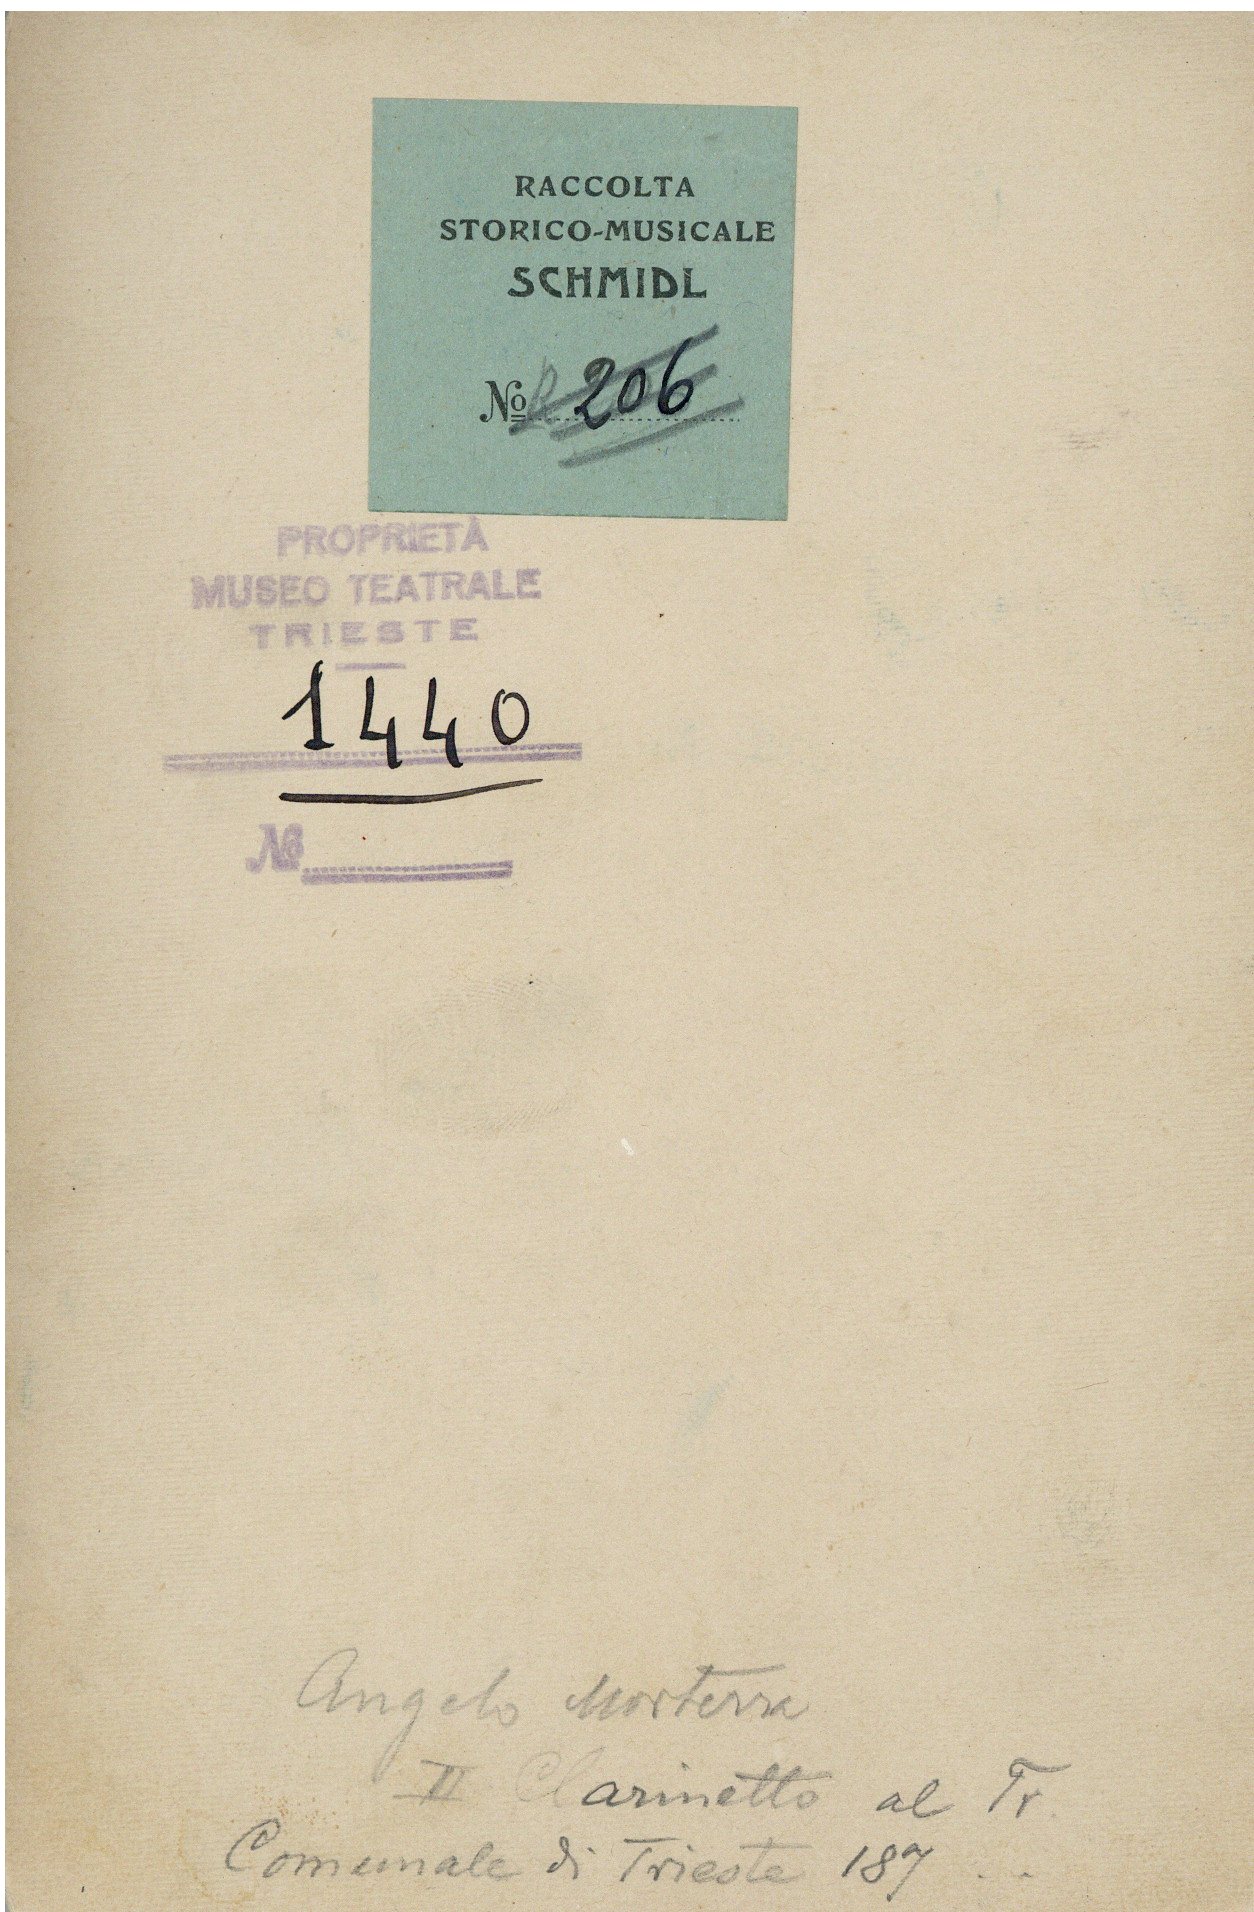 RACCOLTA
STORICO-MUSICALE
SCHMIDL
Nº R 206
PROPRIETÀ
MUSEO TEATRALE
TRIESTE
1440
Nº
Angelo Morterra
II Clarinetto al Tr.
Comunale di Trieste 187 ...